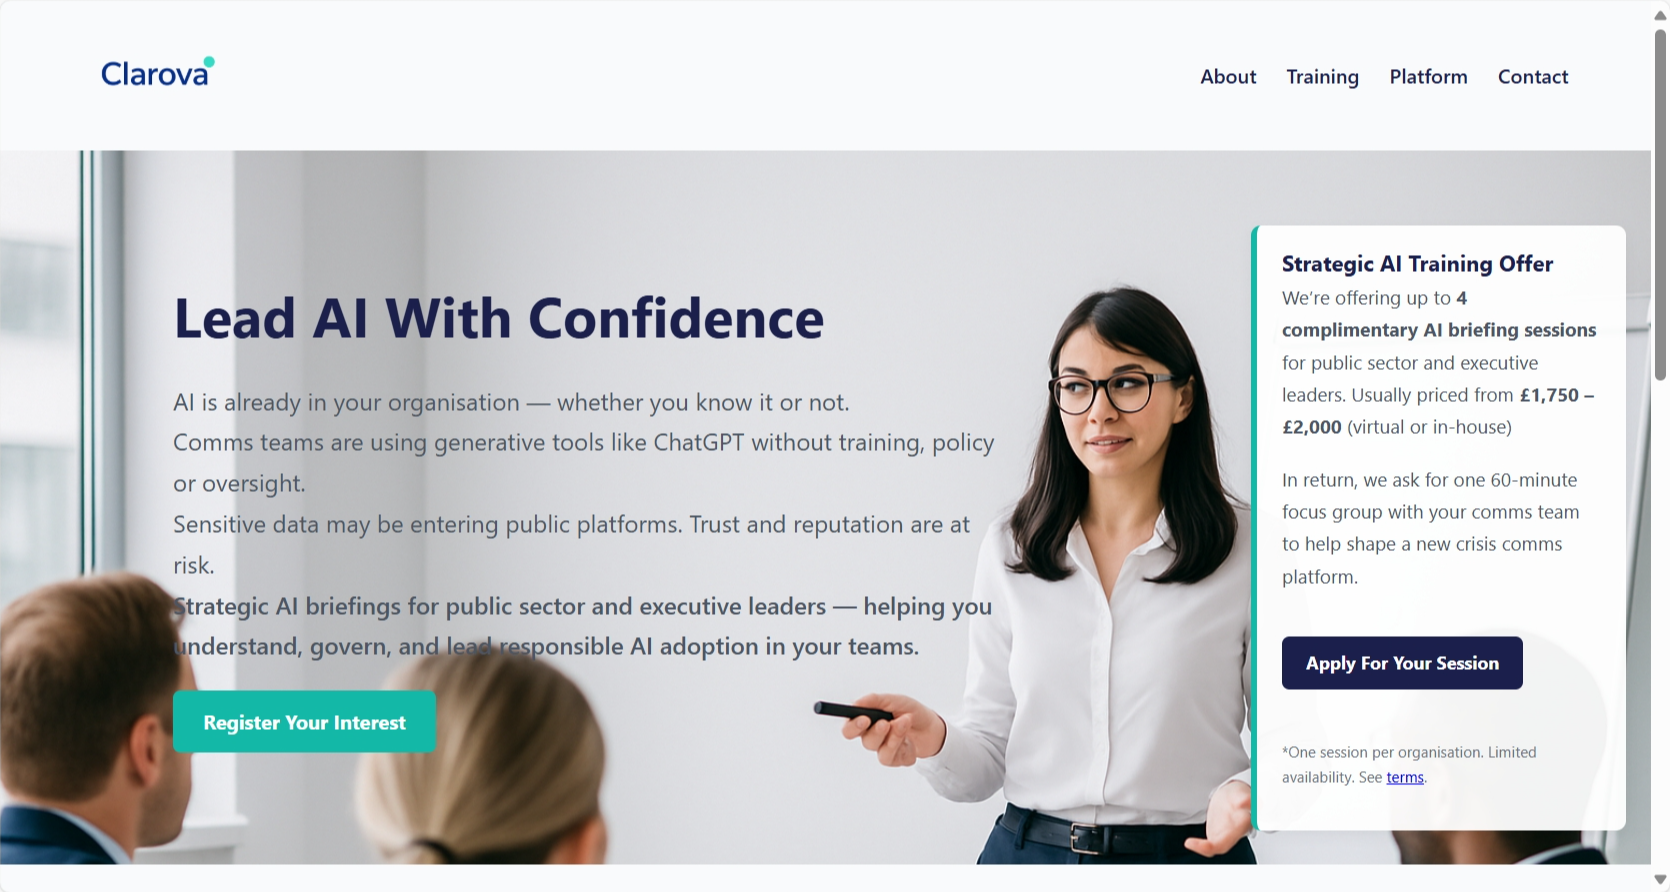 Clarova
About
Training
Platform
Contact
Lead AI With Confidence
AI is already in your organisation — whether you know it or not.
Comms teams are using generative tools like ChatGPT without training, policy
or oversight.
Sensitive data may be entering public platforms. Trust and reputation are at
risk.
Strategic AI briefings for public sector and executive leaders — helping you
understand, govern, and lead responsible AI adoption in your teams.
Register Your Interest
Strategic AI Training Offer
We’re offering up to 4
complimentary AI briefing sessions
for public sector and executive
leaders. Usually priced from £1,750 –
£2,000 (virtual or in-house)
In return, we ask for one 60-minute
focus group with your comms team
to help shape a new crisis comms
platform.
Apply For Your Session
*One session per organisation. Limited
availability. See terms.